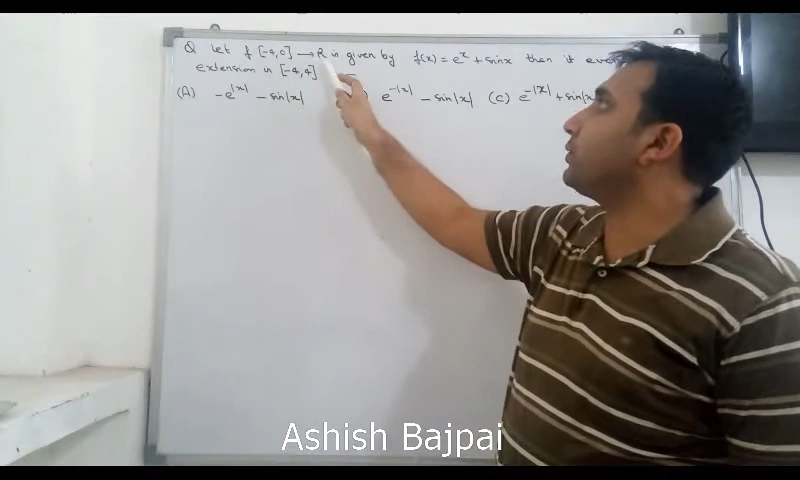 Q Let f [-4,0] → R is given by f(x) = e^x + sinx then it even
extension in [-4,4]
(A) -e^|x| - sin|x| e^-|x| - sin|x| (C) e^-|x| + sin|x|
Ashish Bajpai